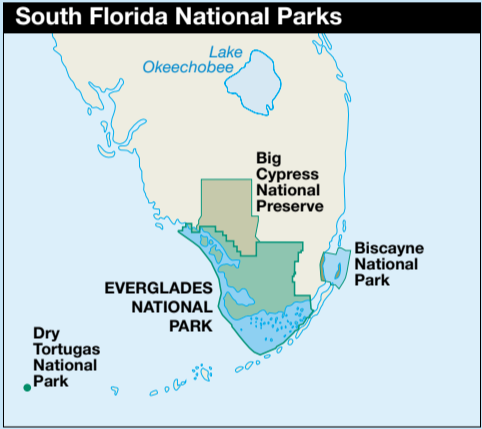 South Florida National Parks
Lake
Okeechobee
Big
Cypress
National
Preserve
Biscayne
National
Park
EVERGLADES
NATIONAL
PARK
Dry
Tortugas
National
Park